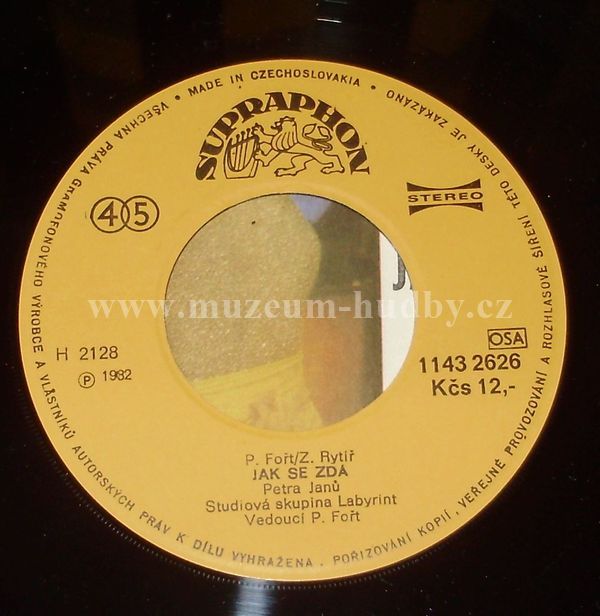 • MADE IN CZECHOSLOVAKIA •
SUPRAPHON
45
STEREO
www.muzeum-hudby.cz
H 2128
℗ 1982
OSA
1143 2626
Kčs 12,-
P. Fořt/Z. Rytíř
JAK SE ZDÁ
Petra Janů
Studiová skupina Labyrint
Vedoucí P. Fořt
VŠECHNA PRÁVA GRAMOFONOVÉHO VÝROBCE A VLASTNÍKŮ AUTORSKÝCH PRÁV K DÍLU VYHRAŽENA. POŘIZOVÁNÍ KOPIÍ, VEŘEJNÉ PROVOZOVÁNÍ A ROZHLASOVÉ ŠÍŘENÍ TÉTO DESKY JE ZAKÁZÁNO